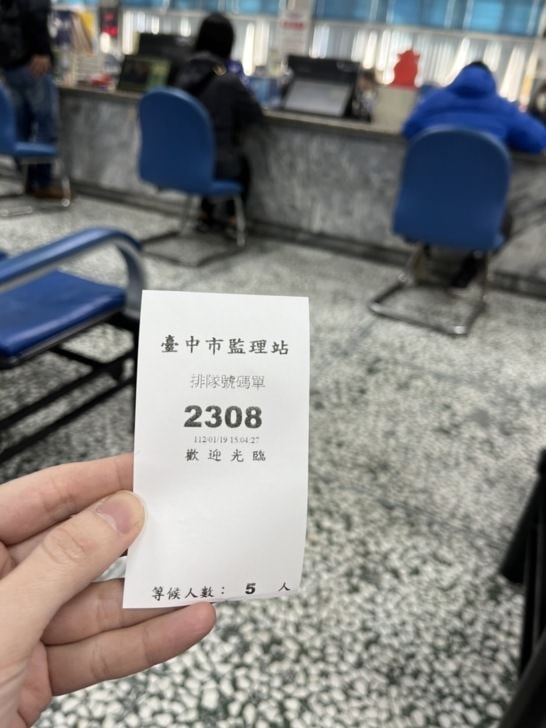 臺中市監理站
排隊號碼單
2308
112/01/19 15:04:27
歡迎光臨
等候人數： 5 人